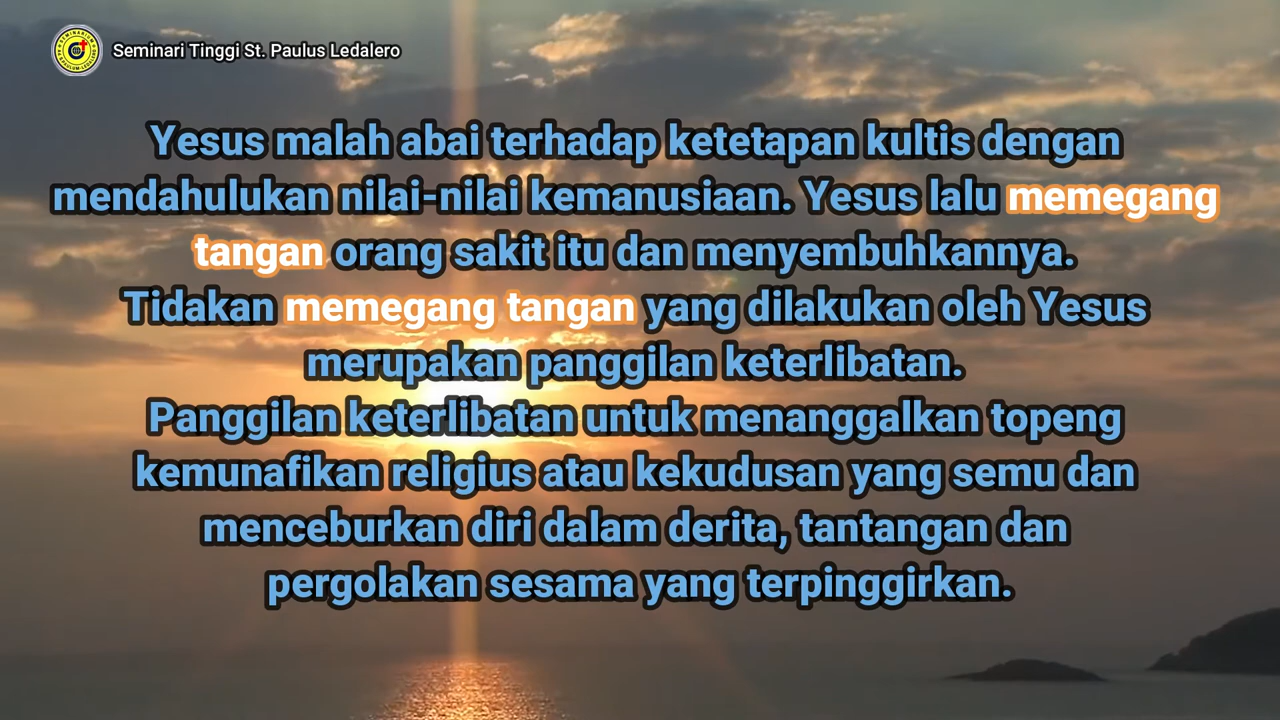 Seminari Tinggi St. Paulus Ledalero
Yesus malah abai terhadap ketetapan kultis dengan
mendahulukan nilai-nilai kemanusiaan. Yesus lalu memegang
tangan orang sakit itu dan menyembuhkannya.
Tidakan memegang tangan yang dilakukan oleh Yesus
merupakan panggilan keterlibatan.
Panggilan keterlibatan untuk menanggalkan topeng
kemunafikan religius atau kekudusan yang semu dan
menceburkan diri dalam derita, tantangan dan
pergolakan sesama yang terpinggirkan.